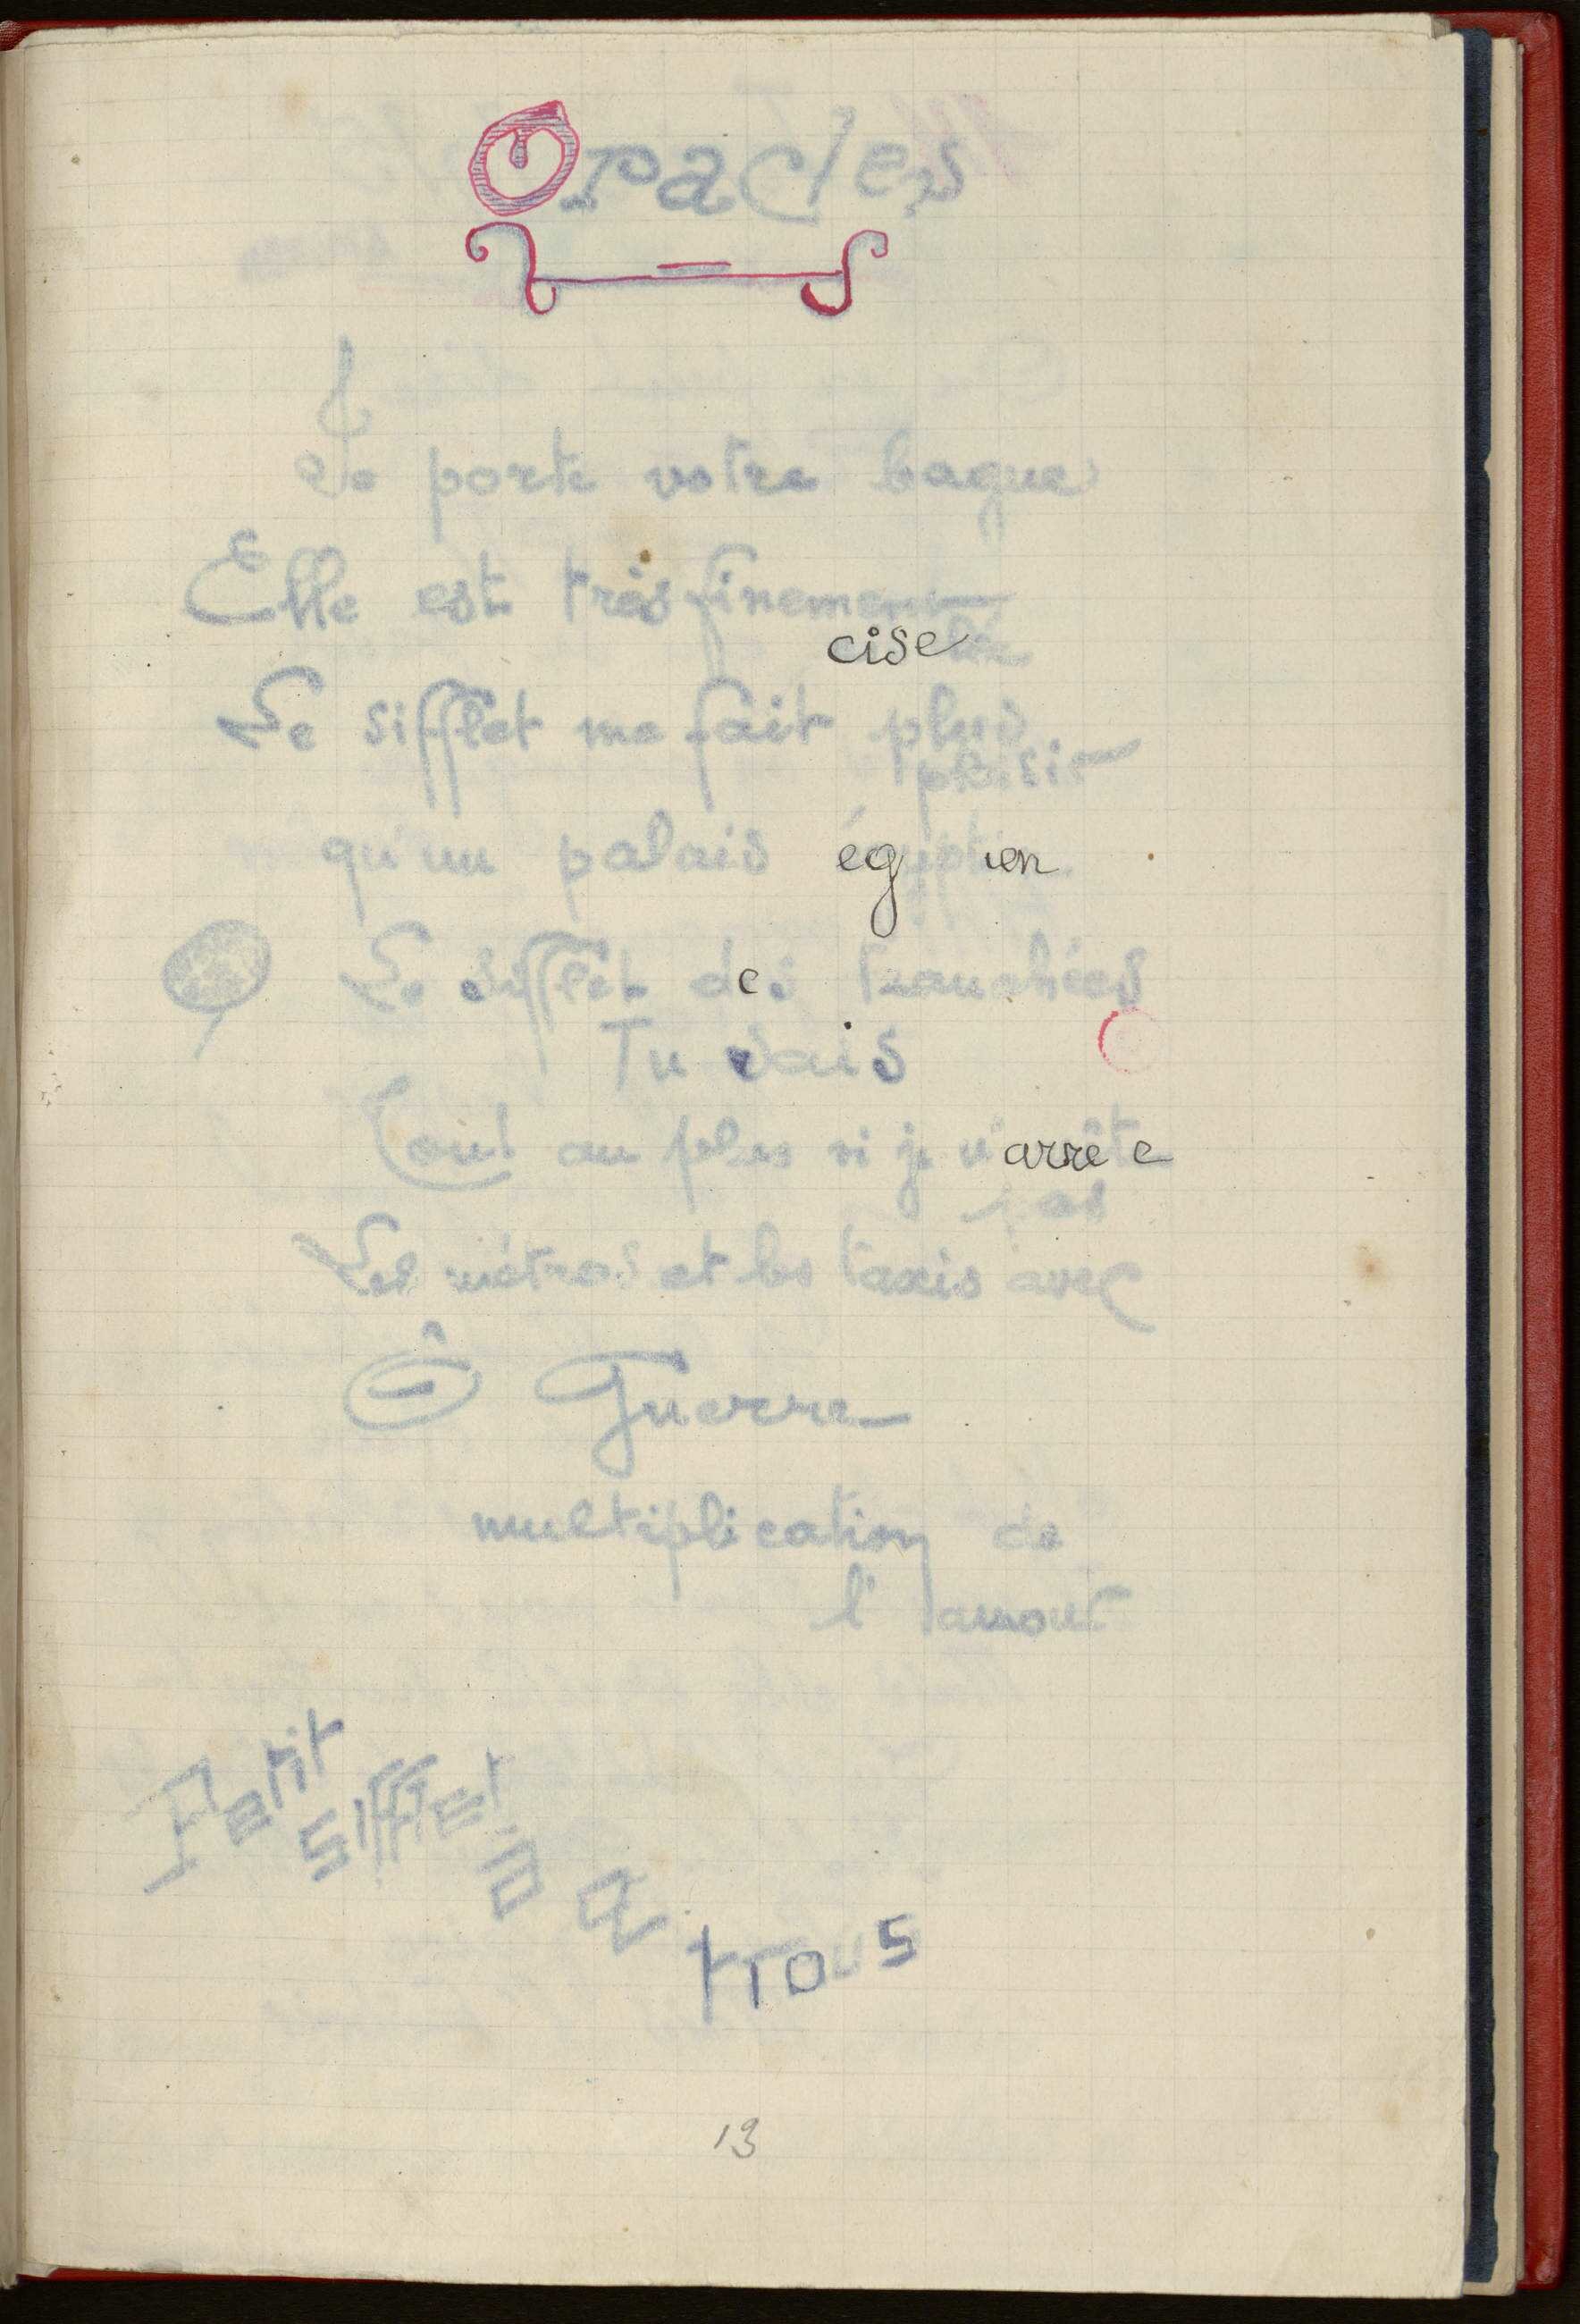 Oracles
Je porte votre bague
Elle est très finement
ciselée
Le sifflet me fait plus
plaisir
qu'un palais égyptien
Le sifflet des tranchées
Tu sais
Tout au plus si je n'arrête
pas
Les métros et les taxis avec
Ô Guerre
multiplication de
l'amour
Petit
sifflet
à 2
trous
13